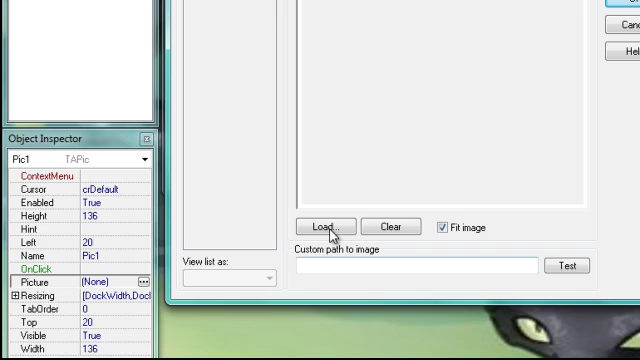 Object Inspector
Pic1 TAPic
ContextMenu
Cursor crDefault
Enabled True
Height 136
Hint
Left 20
Name Pic1
OnClick
Picture (None)
Resizing [DockWidth,Dock
TabOrder 0
Top 20
Visible True
Width 136
View list as:
Load...
Clear
Fit image
Custom path to image
Test
Canc
Hel